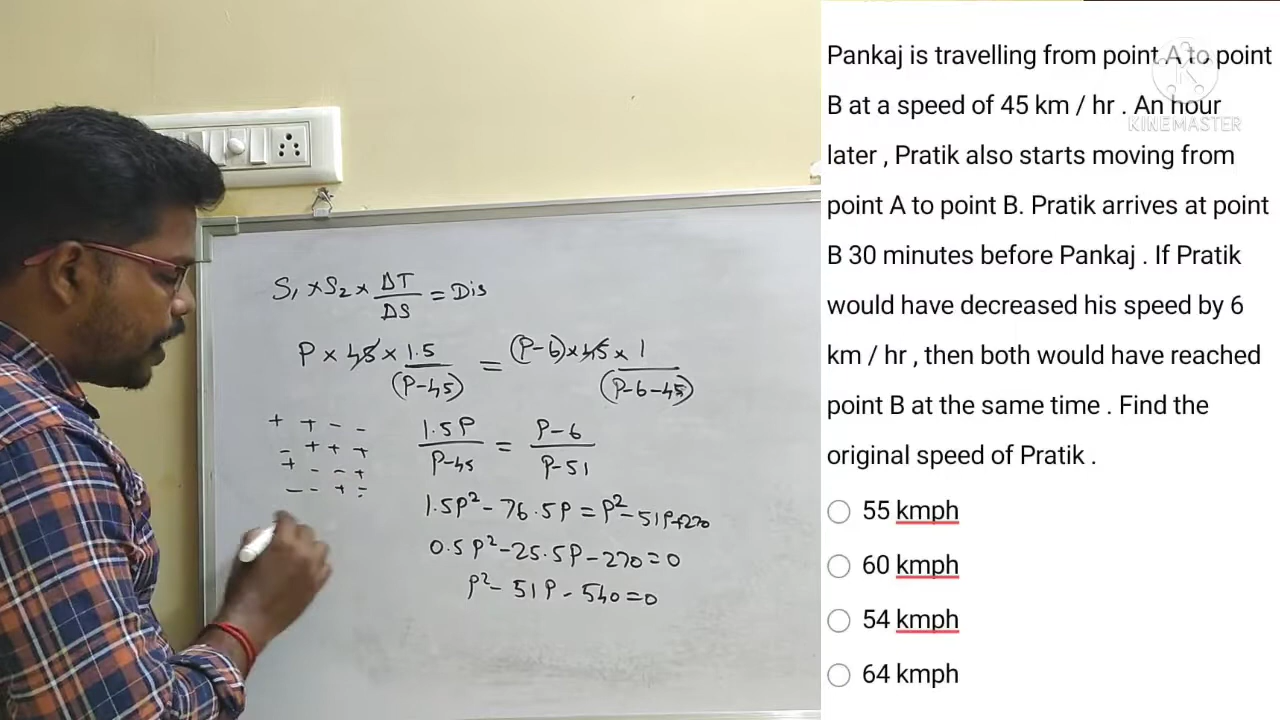 S₁ × S₂ × ΔT/ΔS = Dis
P × 45 × 1.5/(P-45) = (P-6) × 45 × 1/(P-6-45)
+ + - -
- + + +
+ - - +
- - + =
1.5P/P-45 = P-6/P-51
1.5P² - 76.5P = P² - 51P+270
0.5P² - 25.5P - 270 = 0
P² - 51P - 540 = 0
Pankaj is travelling from point A to point
B at a speed of 45 km / hr . An hour
later , Pratik also starts moving from
point A to point B. Pratik arrives at point
B 30 minutes before Pankaj . If Pratik
would have decreased his speed by 6
km / hr , then both would have reached
point B at the same time . Find the
original speed of Pratik .
55 kmph
60 kmph
54 kmph
64 kmph
K
KINEMASTER